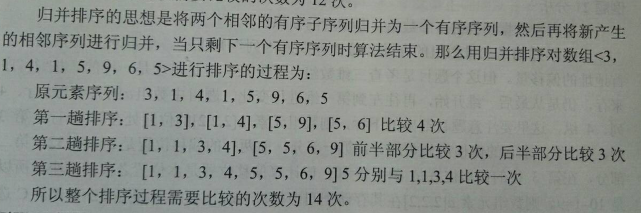 归并排序的思想是将两个相邻的有序子序列归并为一个有序序列，然后再将新产生
的相邻序列进行归并，当只剩下一个有序序列时算法结束。那么用归并排序对数组<3，
1，4，1，5，9，6，5>进行排序的过程为：
原元素序列： 3，1，4，1，5，9，6，5
第一趟排序： [1，3]，[1，4]，[5，9]，[5，6] 比较 4 次
第二趟排序： [1，1，3，4]，[5，5，6，9] 前半部分比较 3 次，后半部分比较 3 次
第三趟排序： [1，1，3，4，5，5，6，9] 5 分别与 1,1,3,4 比较一次
所以整个排序过程需要比较的次数为 14 次。